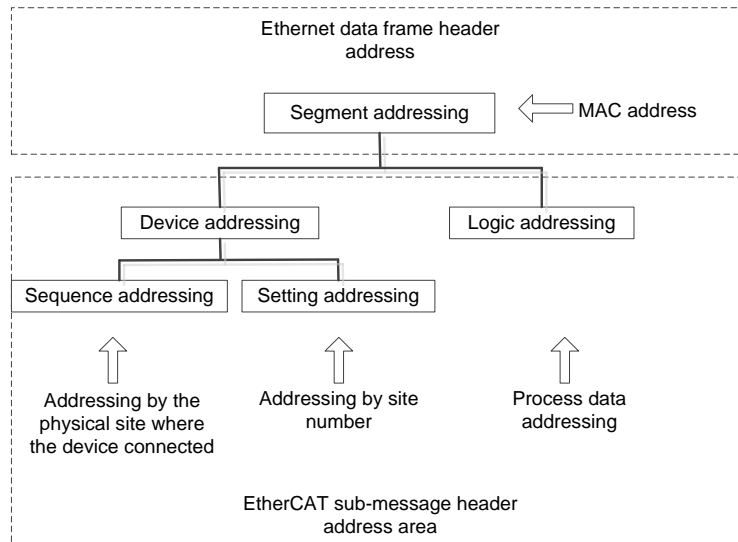 Ethernet data frame header
address
Segment addressing
MAC address
Device addressing
Logic addressing
Sequence addressing
Setting addressing
Addressing by the
physical site where
the device connected
Addressing by site
number
Process data
addressing
EtherCAT sub-message header
address area